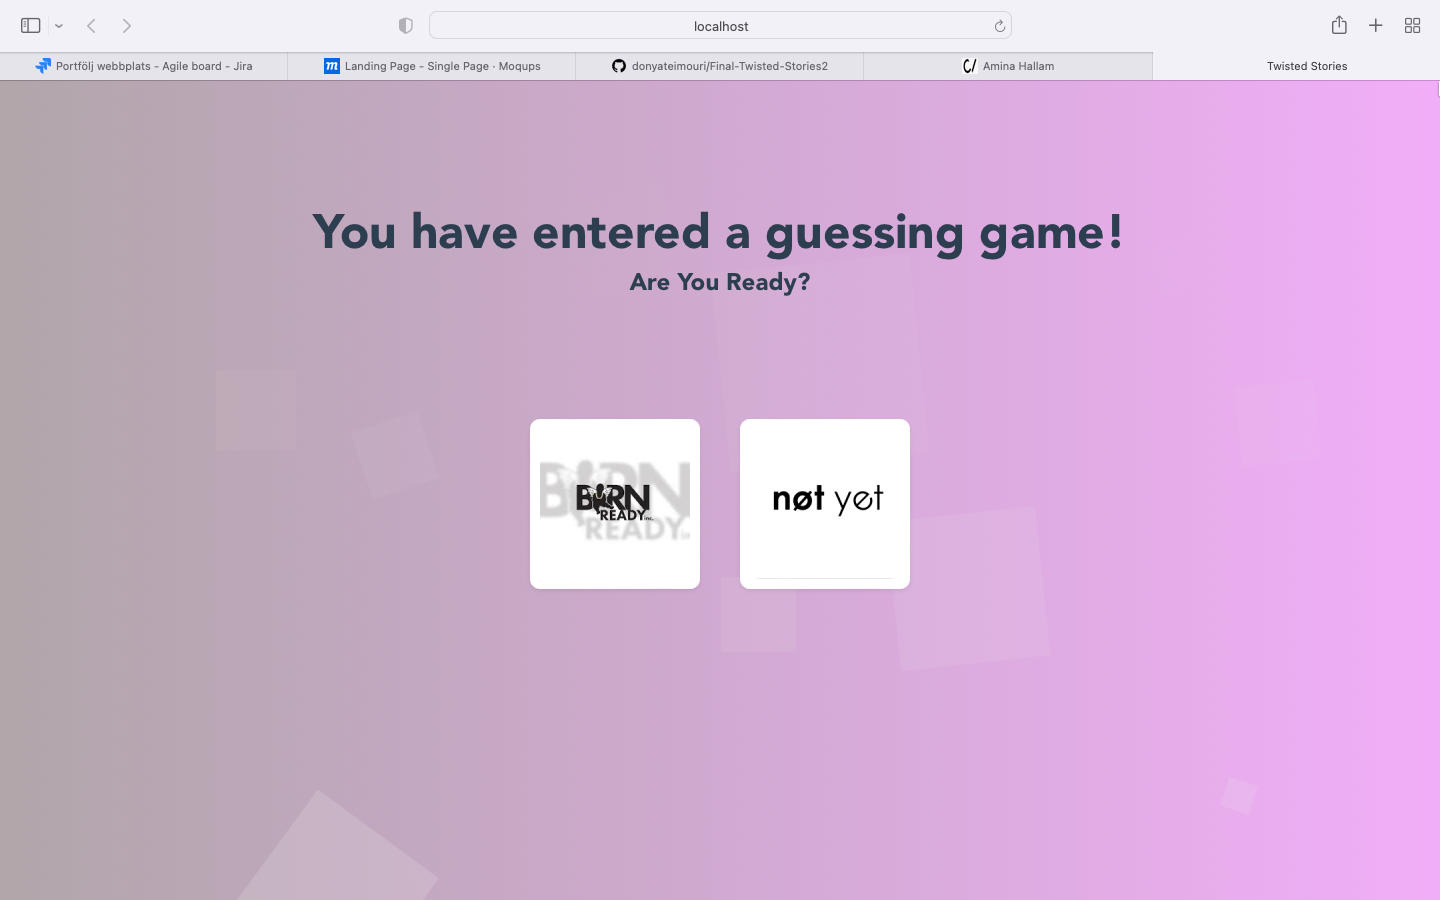 localhost
Portfölj webbplats - Agile board - Jira
Landing Page - Single Page · Moqups
donyateimouri/Final-Twisted-Stories2
Amina Hallam
Twisted Stories
You have entered a guessing game!
Are You Ready?
BORN
READY inc.
nøt yet